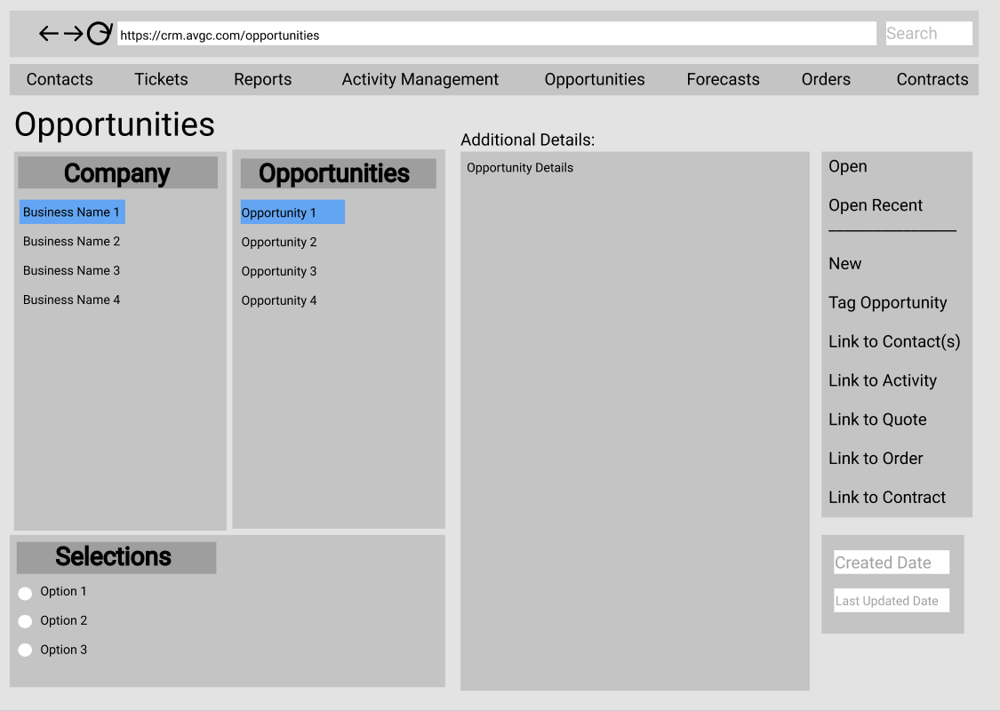 https://crm.avgc.com/opportunities
Search
Contacts
Tickets
Reports
Activity Management
Opportunities
Forecasts
Orders
Contracts
Opportunities
Company
Business Name 1
Business Name 2
Business Name 3
Business Name 4
Opportunities
Opportunity 1
Opportunity 2
Opportunity 3
Opportunity 4
Selections
Option 1
Option 2
Option 3
Additional Details:
Opportunity Details
Open
Open Recent
New
Tag Opportunity
Link to Contact(s)
Link to Activity
Link to Quote
Link to Order
Link to Contract
Created Date
Last Updated Date